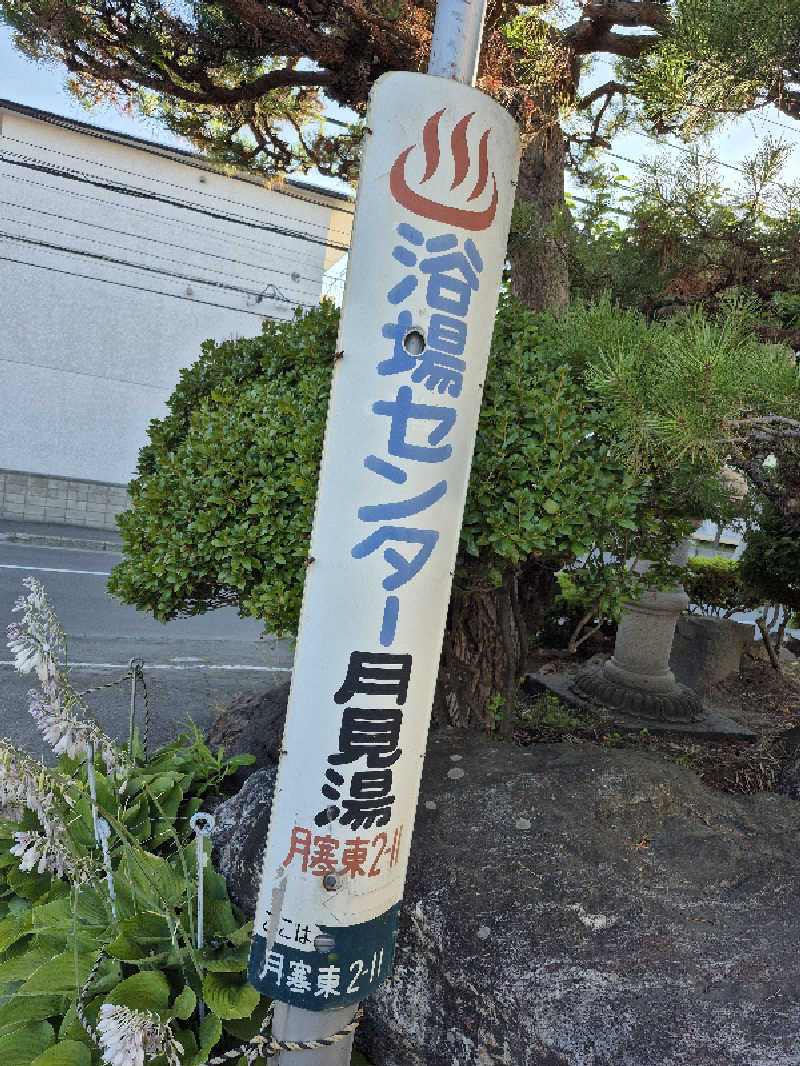 浴場センター
月見湯
月寒東2-11
ここは
月寒東2-11